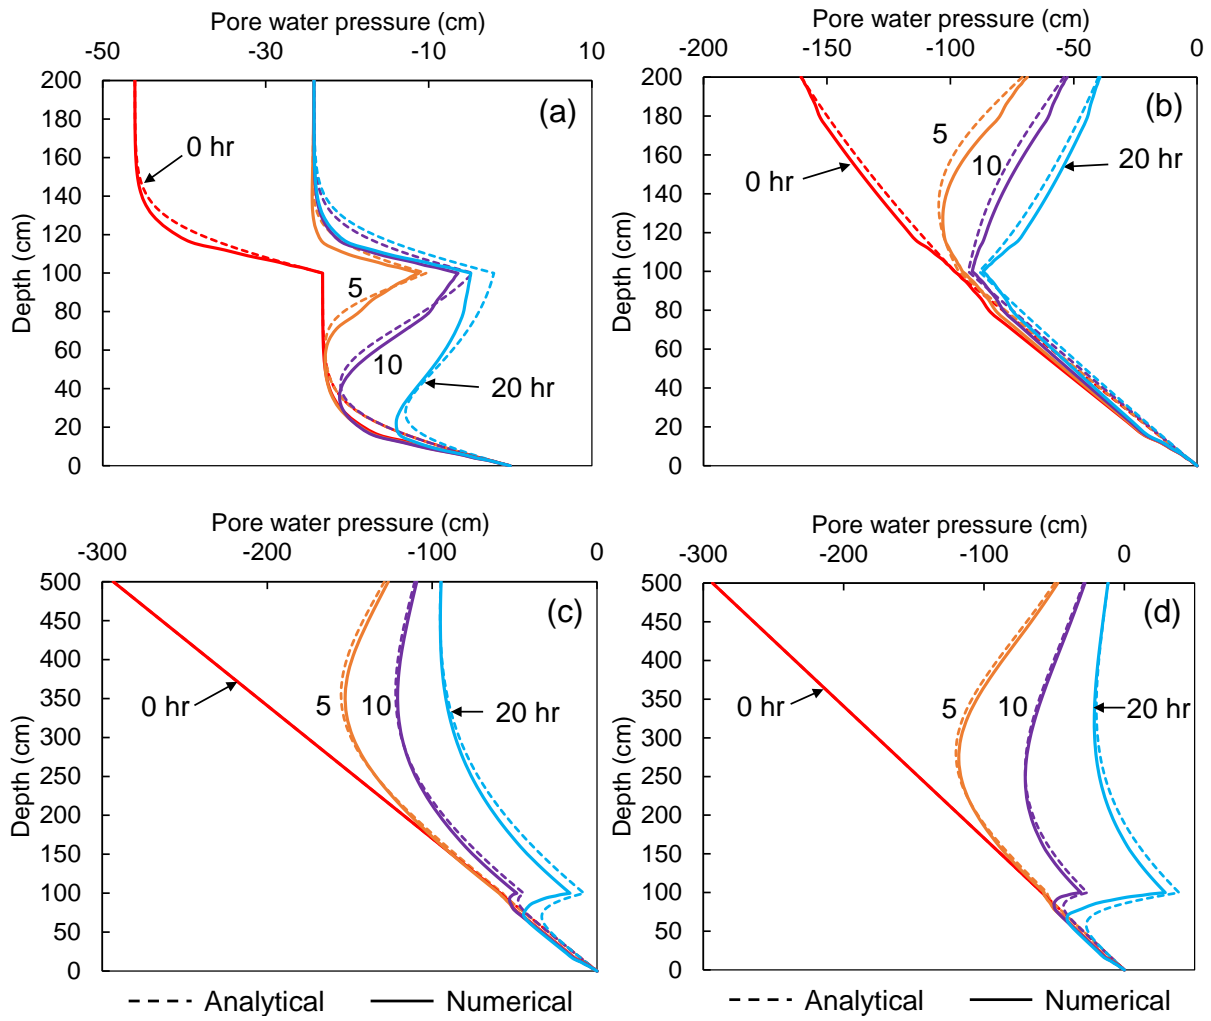 Pore water pressure (cm)
-50 -30 -10 10
200
180
160
140
120
100
80
60
40
20
0
Depth (cm)
(a)
0 hr
5
10
20 hr
Pore water pressure (cm)
-200 -150 -100 -50 0
200
180
160
140
120
100
80
60
40
20
0
Depth (cm)
(b)
5
10
20 hr
0 hr
Pore water pressure (cm)
-300 -200 -100 0
500
450
400
350
300
250
200
150
100
50
0
Depth (cm)
(c)
0 hr
5
10
20 hr
Pore water pressure (cm)
-300 -200 -100 0
500
450
400
350
300
250
200
150
100
50
0
Depth (cm)
(d)
0 hr
5
10
20 hr
Analytical Numerical
Analytical Numerical